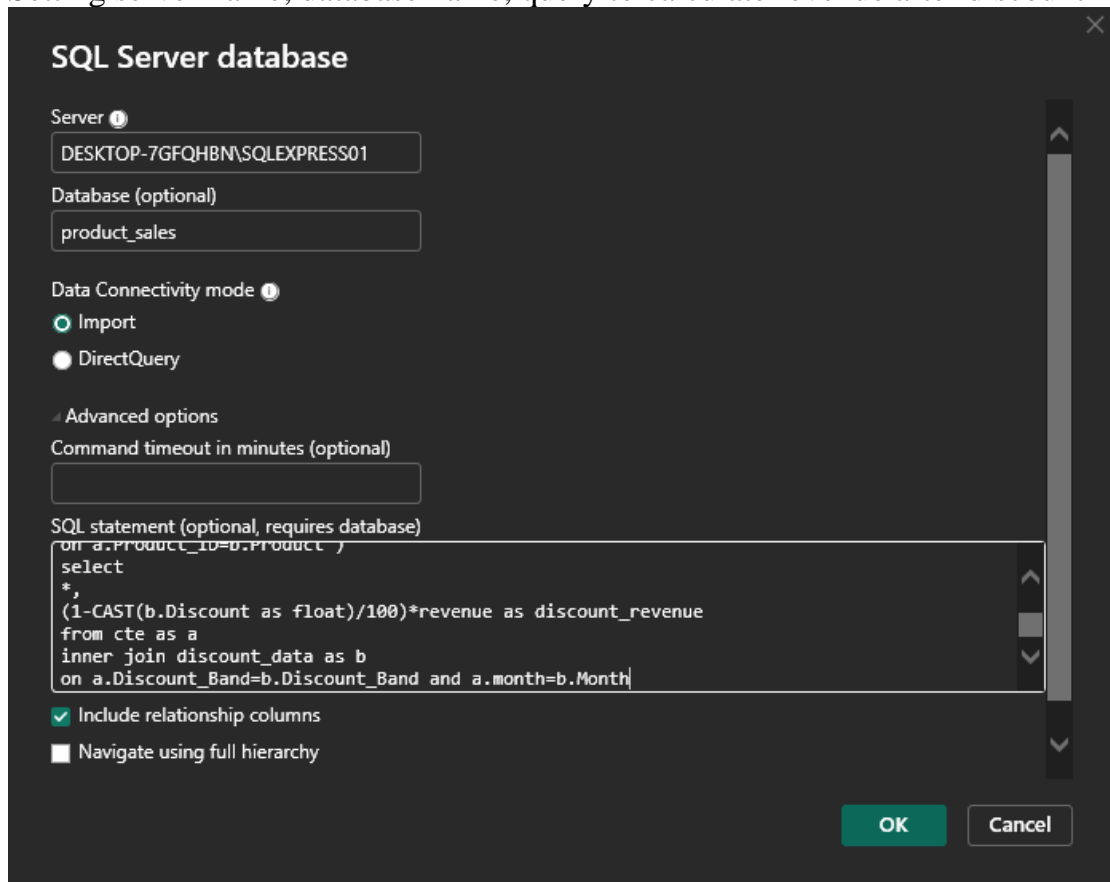 SQL Server database
Server
DESKTOP-7GFQHBN\SQLEXPRESS01
Database (optional)
product_sales
Data Connectivity mode
Import
DirectQuery
Advanced options
Command timeout in minutes (optional)
SQL statement (optional, requires database)
on a.Product_ID=b.Product )
select
*,
(1-CAST(b.Discount as float)/100)*revenue as discount_revenue
from cte as a
inner join discount_data as b
on a.Discount_Band=b.Discount_Band and a.month=b.Month
Include relationship columns
Navigate using full hierarchy
OK Cancel